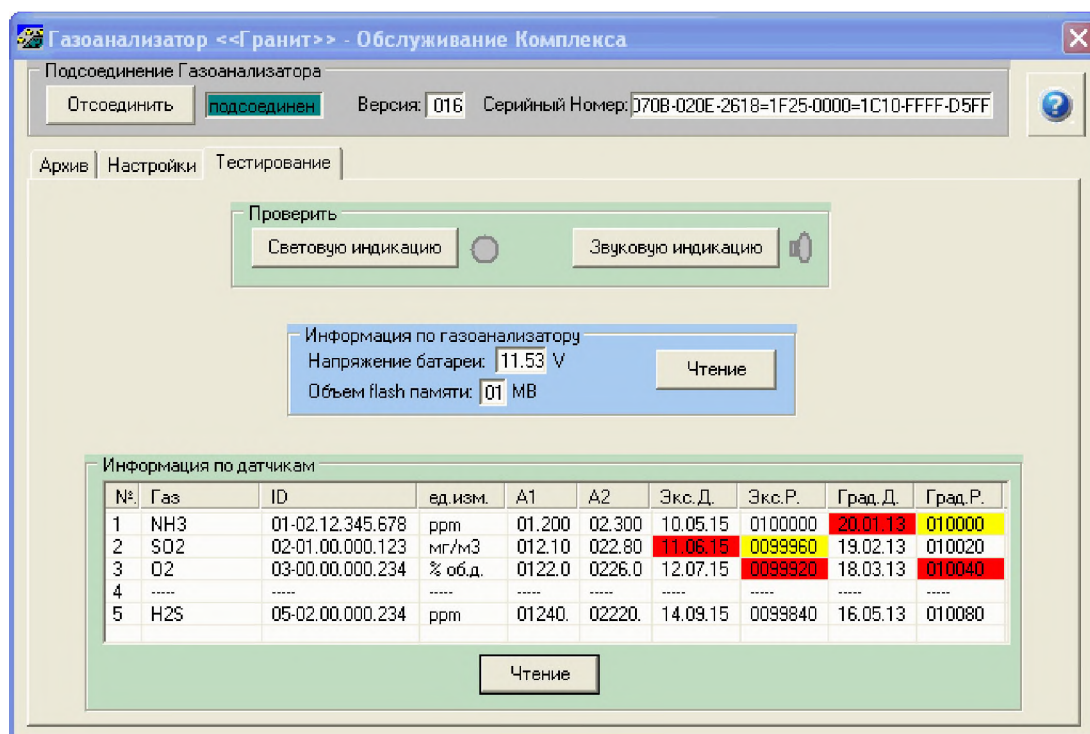 Газоанализатор <<Гранит>> - Обслуживание Комплекса
Подсоединение Газоанализатора
Отсоединить подсоединен Версия: 016 Серийный Номер: 070B-020E-2618=1F25-0000=1C10-FFFF-D5FF
Архив Настройки Тестирование
Проверить
Световую индикацию Звуковую индикацию
Информация по газоанализатору
Напряжение батареи: 11.53 V
Чтение
Объем flash памяти: 01 MB
Информация по датчикам
№. Газ ID ед.изм. A1 A2 Экс.Д. Экс.Р. Град.Д. Град.Р.
1 NH3 01-02.12.345.678 ppm 01.200 02.300 10.05.15 0100000 20.01.13 010000
2 SO2 02-01.00.000.123 мг/м3 012.10 022.80 11.06.15 0099960 19.02.13 010020
3 O2 03-00.00.000.234 % об.д. 0122.0 0226.0 12.07.15 0099920 18.03.13 010040
4 ----- ----- ----- ----- ----- ----- ----- ----- -----
5 H2S 05-02.00.000.234 ppm 01240. 02220. 14.09.15 0099840 16.05.13 010080
Чтение